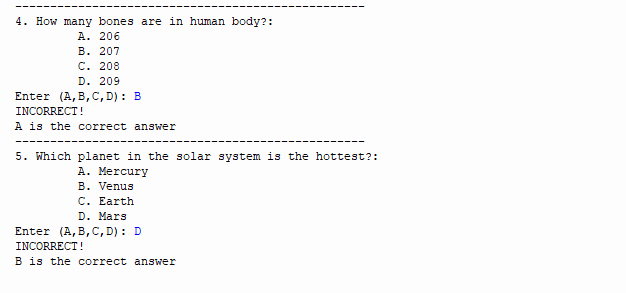 --------------------------------------------------
4. How many bones are in human body?:
A. 206
B. 207
C. 208
D. 209
Enter (A,B,C,D): B
INCORRECT!
A is the correct answer
--------------------------------------------------
5. Which planet in the solar system is the hottest?:
A. Mercury
B. Venus
C. Earth
D. Mars
Enter (A,B,C,D): D
INCORRECT!
B is the correct answer